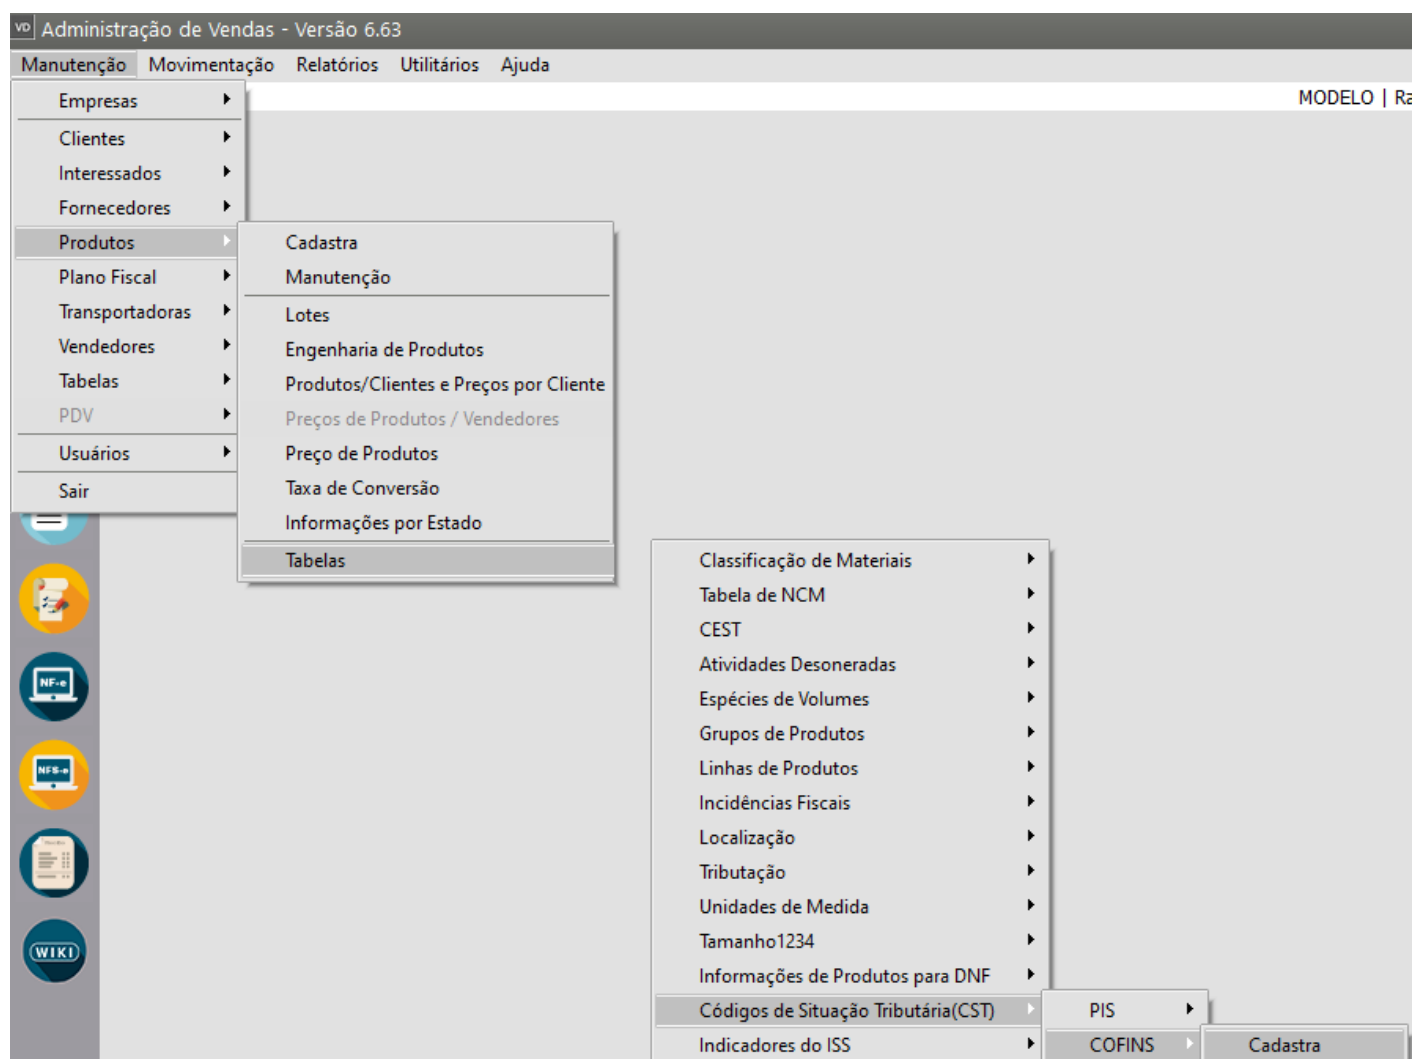 VD Administração de Vendas - Versão 6.63
Manutenção Movimentação Relatórios Utilitários Ajuda
MODELO | Ra
Empresas
Clientes
Interessados
Fornecedores
Produtos
Plano Fiscal
Transportadoras
Vendedores
Tabelas
PDV
Usuários
Sair
Cadastra
Manutenção
Lotes
Engenharia de Produtos
Produtos/Clientes e Preços por Cliente
Preços de Produtos / Vendedores
Preço de Produtos
Taxa de Conversão
Informações por Estado
Tabelas
Classificação de Materiais
Tabela de NCM
CEST
Atividades Desoneradas
Espécies de Volumes
Grupos de Produtos
Linhas de Produtos
Incidências Fiscais
Localização
Tributação
Unidades de Medida
Tamanho1234
Informações de Produtos para DNF
Códigos de Situação Tributária(CST)
Indicadores do ISS
PIS
COFINS
Cadastra
NF-e
NFS-e
WIKI